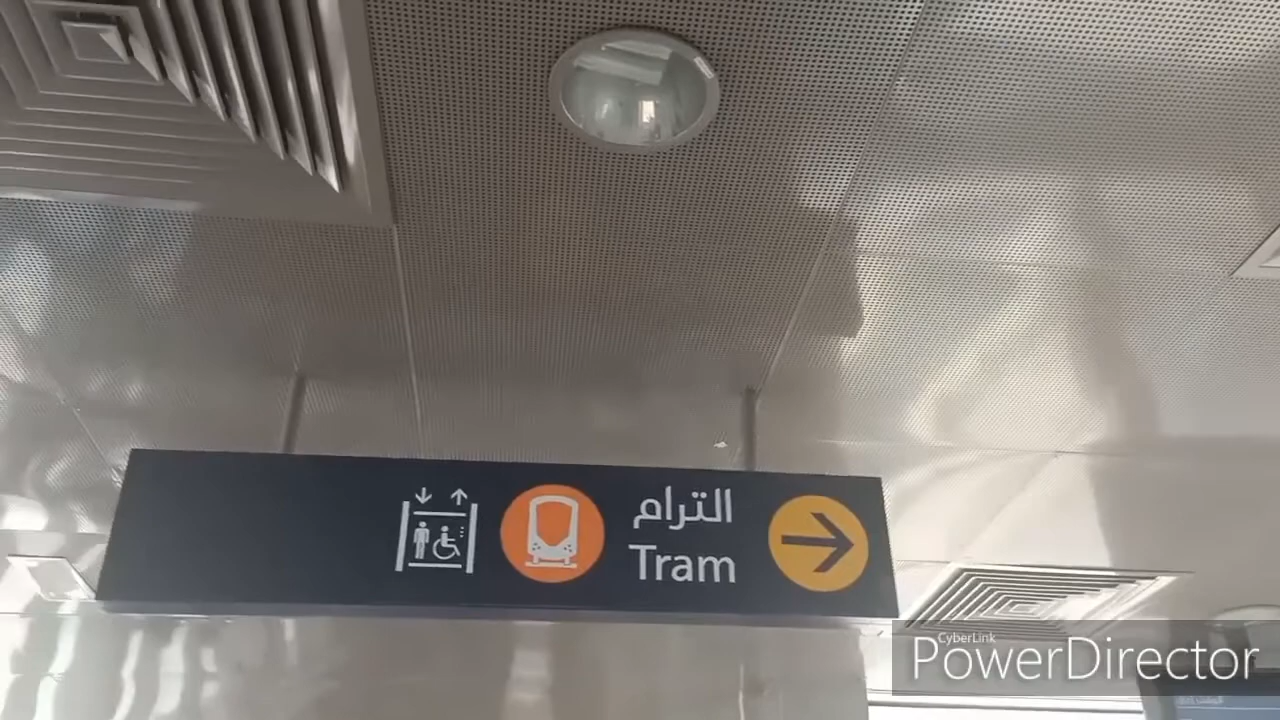 الترام
Tram
CyberLink
PowerDirector